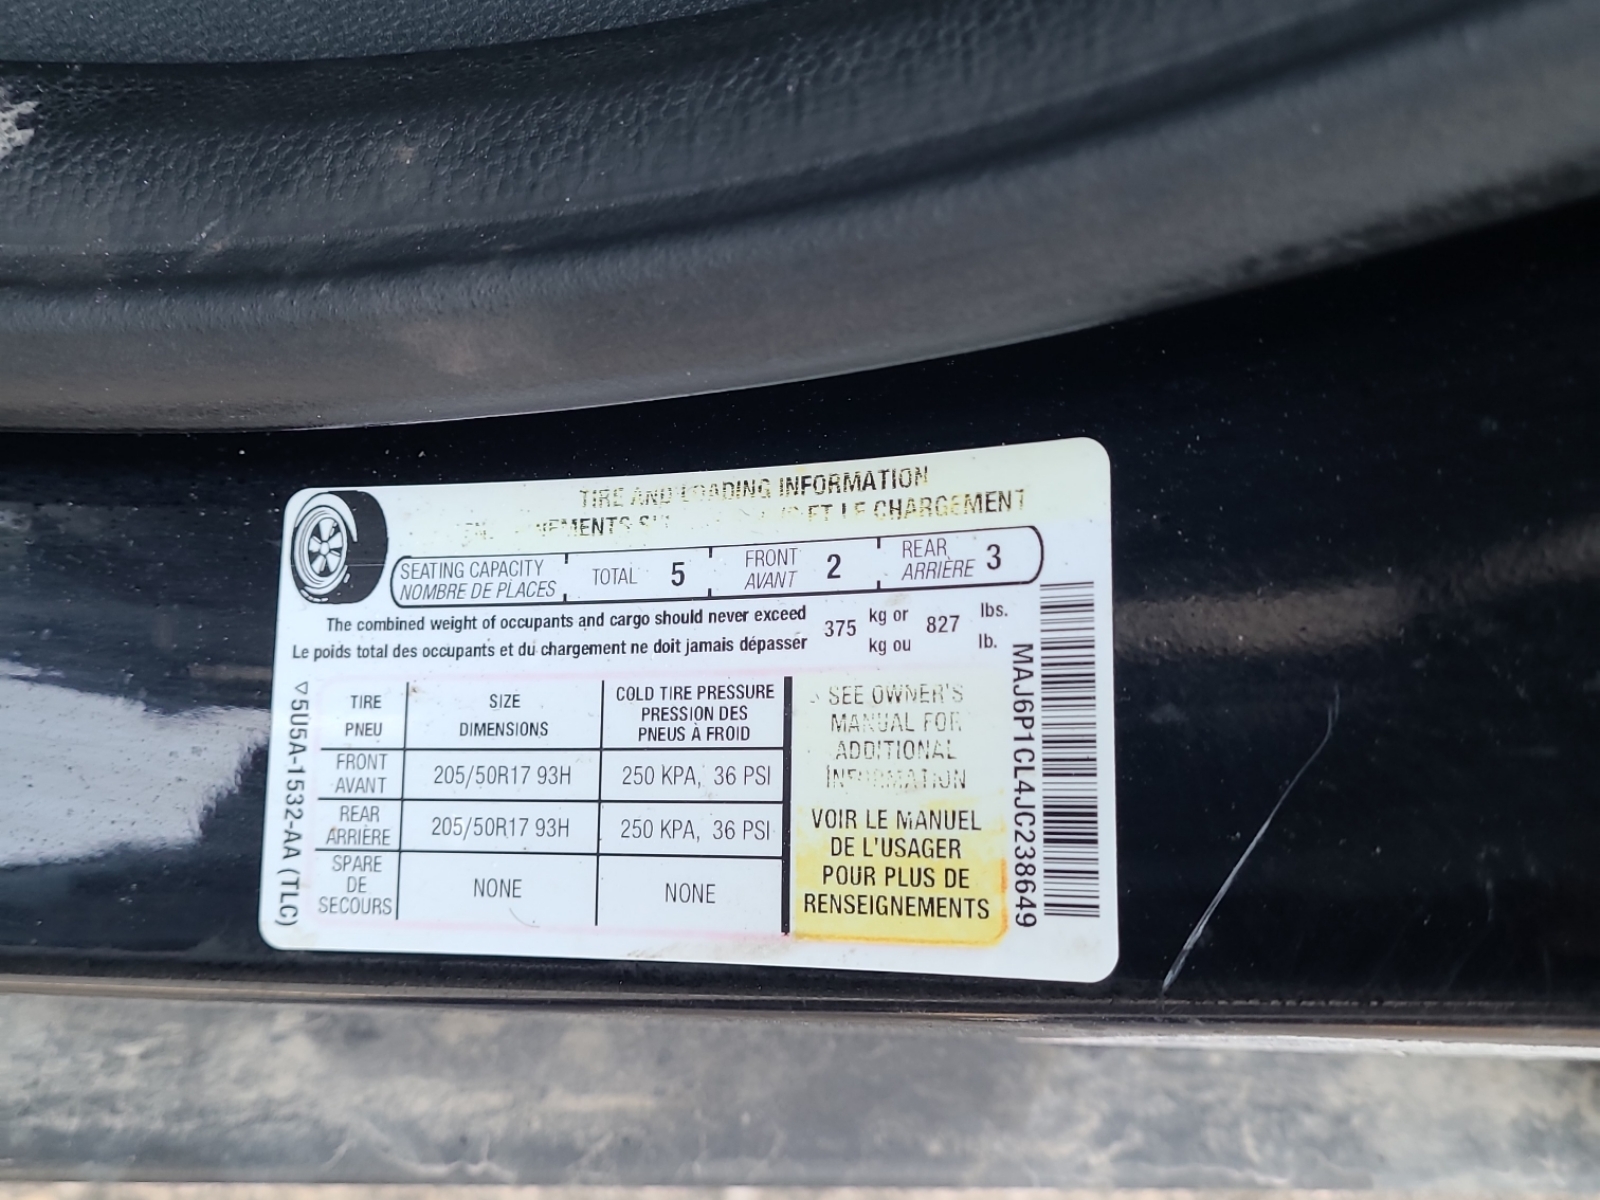 TIRE AND LOADING INFORMATION
ET LE CHARGEMENT
SEATING CAPACITY TOTAL 5 FRONT 2 REAR 3
NOMBRE DE PLACES AVANT ARRIÈRE
The combined weight of occupants and cargo should never exceed 375 kg or 827 lbs.
Le poids total des occupants et du chargement ne doit jamais dépasser kg ou lb.
TIRE SIZE COLD TIRE PRESSURE
PNEU DIMENSIONS PRESSION DES
PNEUS À FROID
FRONT
AVANT 205/50R17 93H 250 KPA, 36 PSI
REAR
ARRIÈRE 205/50R17 93H 250 KPA, 36 PSI
SPARE
DE
SECOURS NONE NONE
SEE OWNER'S
MANUAL FOR
ADDITIONAL
INFORMATION
VOIR LE MANUEL
DE L'USAGER
POUR PLUS DE
RENSEIGNEMENTS
▽5U5A-1532-AA (TLC)
MAJ6P1CL4JC238649